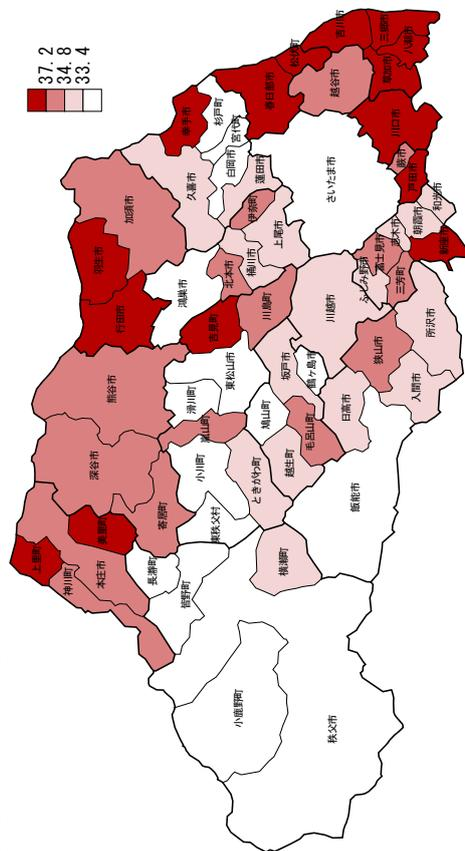 37.2
34.8
33.4
吉川市
三郷市
八潮市
松伏町
草加市
越谷市
春日部市
川口市
杉戸町
幸手市
宮代町
白岡市
蓮田市
久喜市
伊奈町
さいたま市
蕨市
戸田市
和光市
朝霞市
志木市
新座市
加須市
上尾市
桶川市
北本市
富士見市
ふじみ野市
三芳町
羽生市
行田市
鴻巣市
川島町
川越市
所沢市
吉見町
狭山市
入間市
東松山市
坂戸市
鶴ヶ島市
日高市
熊谷市
滑川町
鳩山町
毛呂山町
嵐山町
小川町
ときがわ町
越生町
飯能市
深谷市
寄居町
東秩父村
美里町
上里町
神川町
本庄市
長瀞町
皆野町
横瀬町
小鹿野町
秩父市